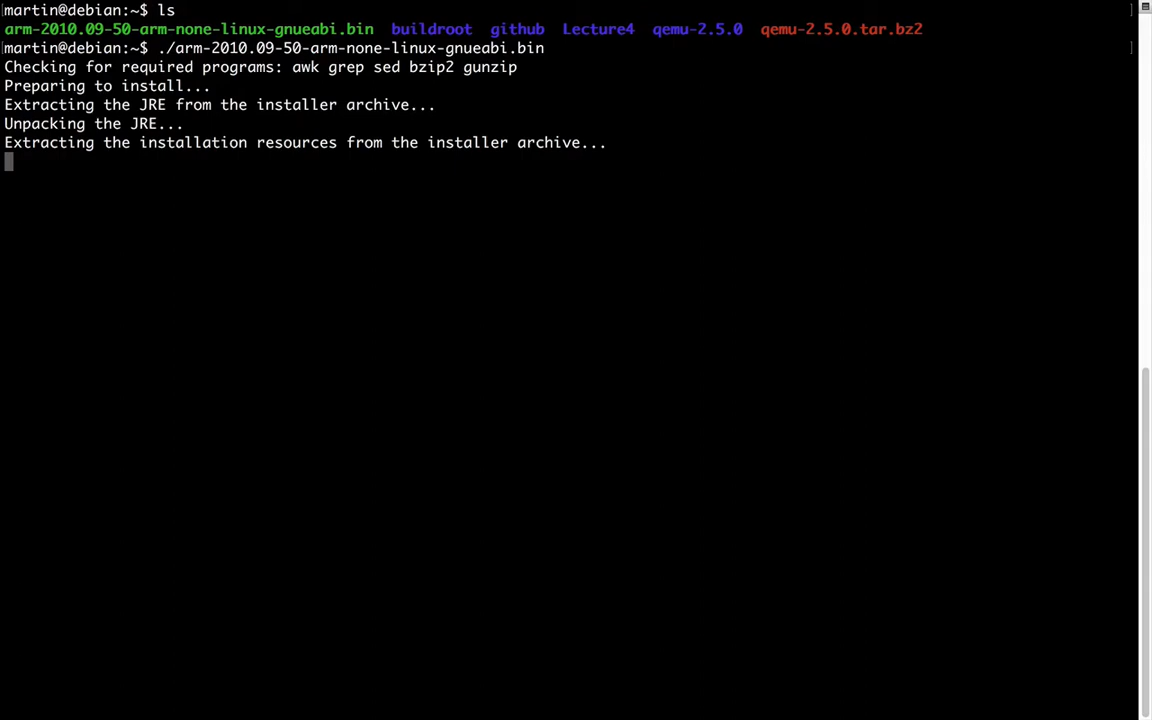 martin@debian:~$ ls
arm-2010.09-50-arm-none-linux-gnueabi.bin  buildroot  github  Lecture4  qemu-2.5.0  qemu-2.5.0.tar.bz2
martin@debian:~$ ./arm-2010.09-50-arm-none-linux-gnueabi.bin
Checking for required programs: awk grep sed bzip2 gunzip
Preparing to install...
Extracting the JRE from the installer archive...
Unpacking the JRE...
Extracting the installation resources from the installer archive...